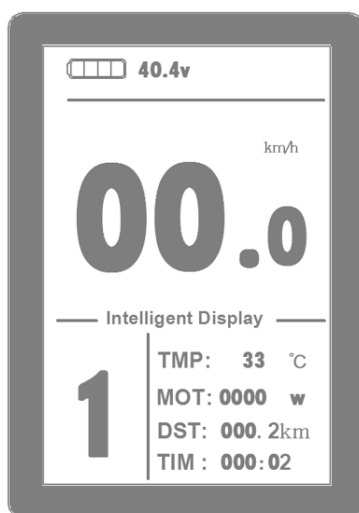 40.4v
km/h
00.0
Intelligent Display
1
TMP: 33 °C
MOT: 0000 w
DST: 000.2km
TIM : 000:02